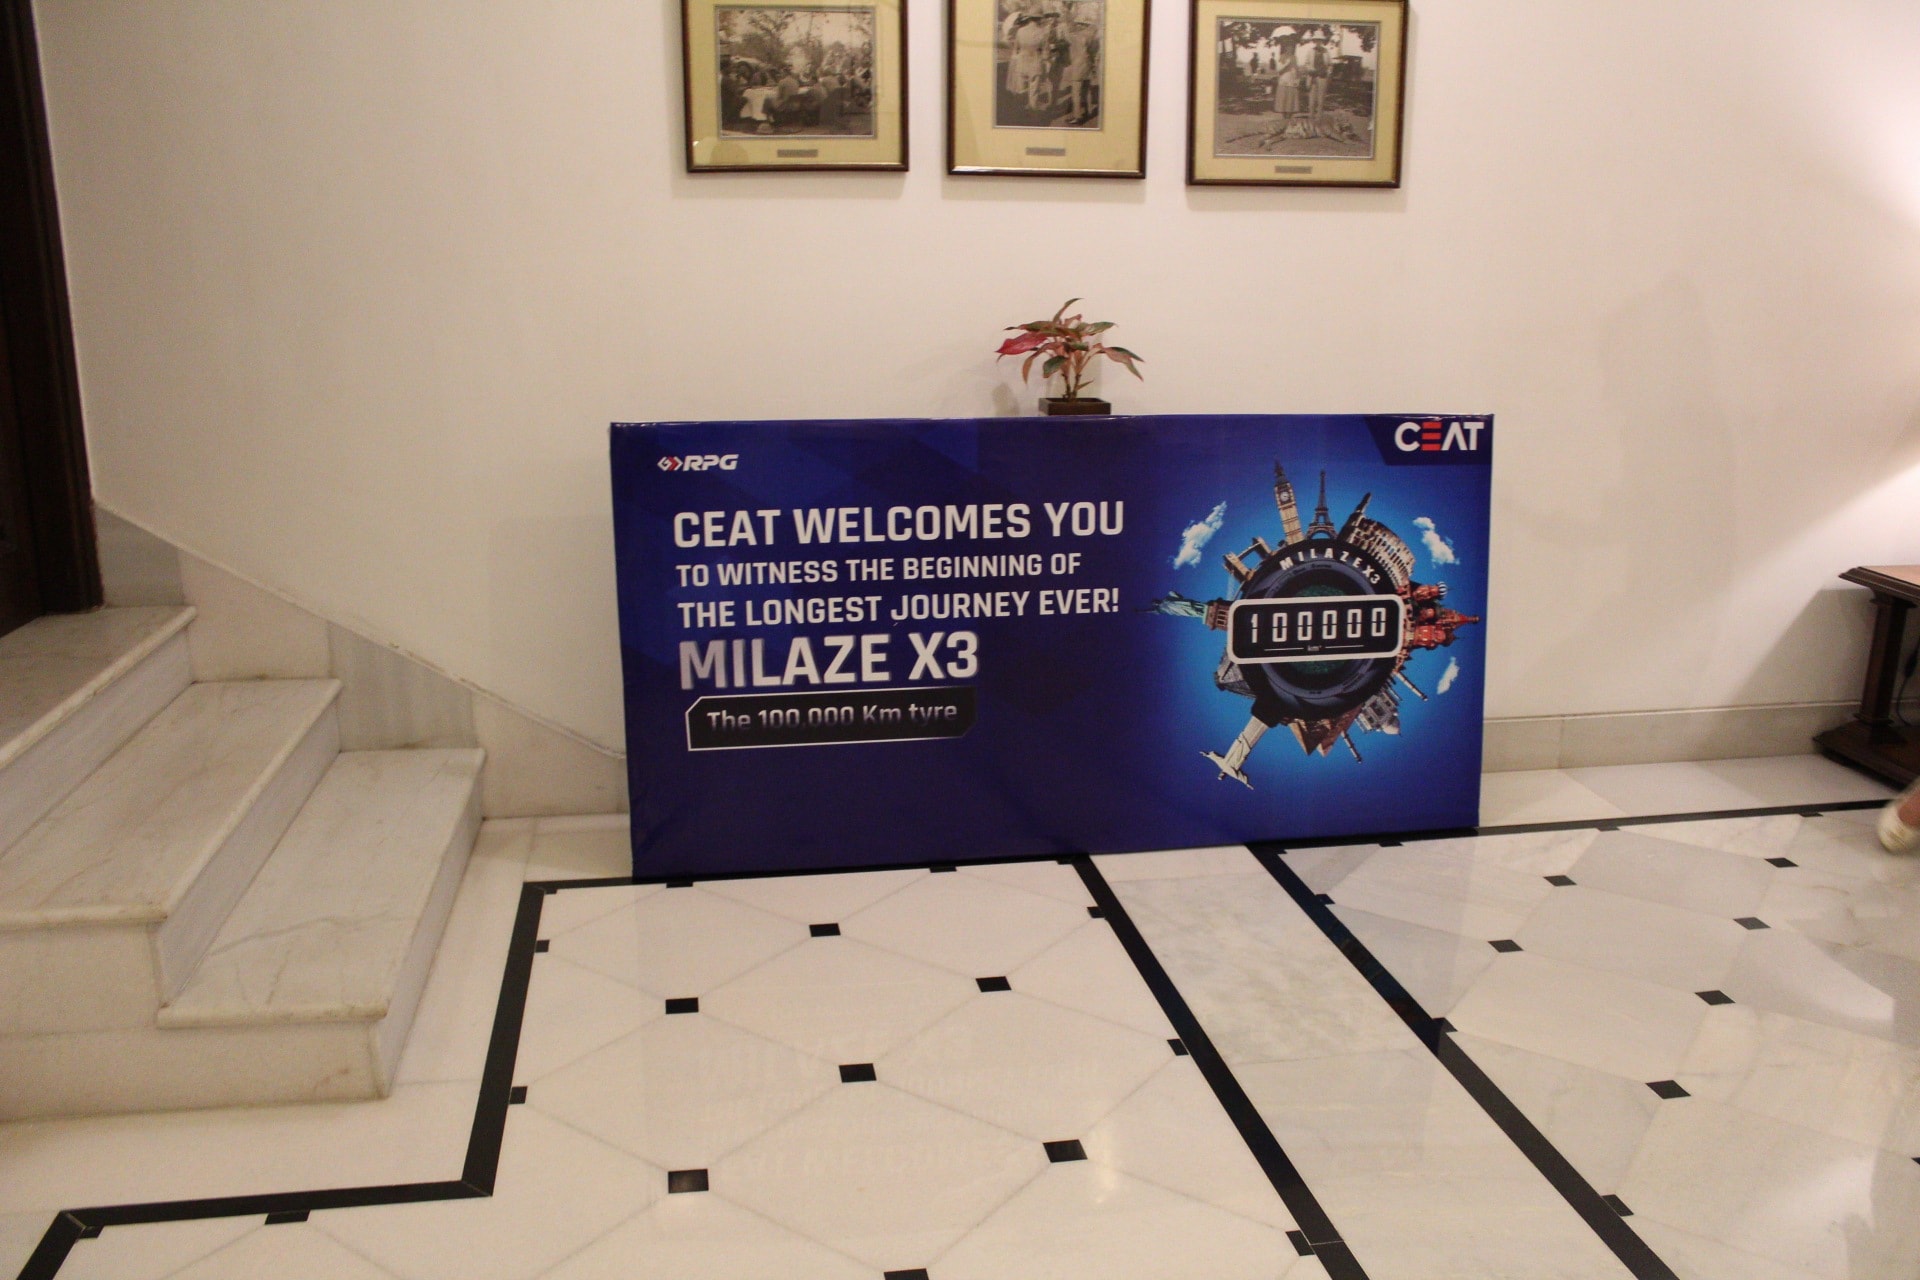 RPG
CEAT
CEAT WELCOMES YOU
TO WITNESS THE BEGINNING OF
THE LONGEST JOURNEY EVER!
MILAZE X3
The 100,000 Km tyre
MILAZE X3
100000
km*